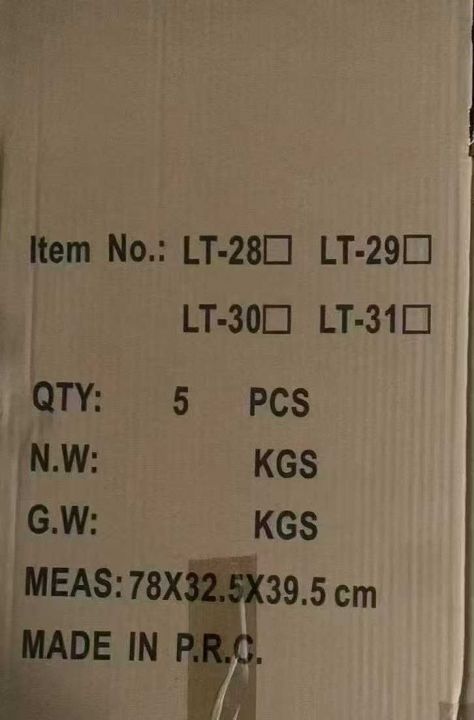 Item No.: LT-28□ LT-29□
LT-30□ LT-31□
QTY: 5 PCS
N.W: KGS
G.W: KGS
MEAS: 78X32.5X39.5 cm
MADE IN P.R.C.